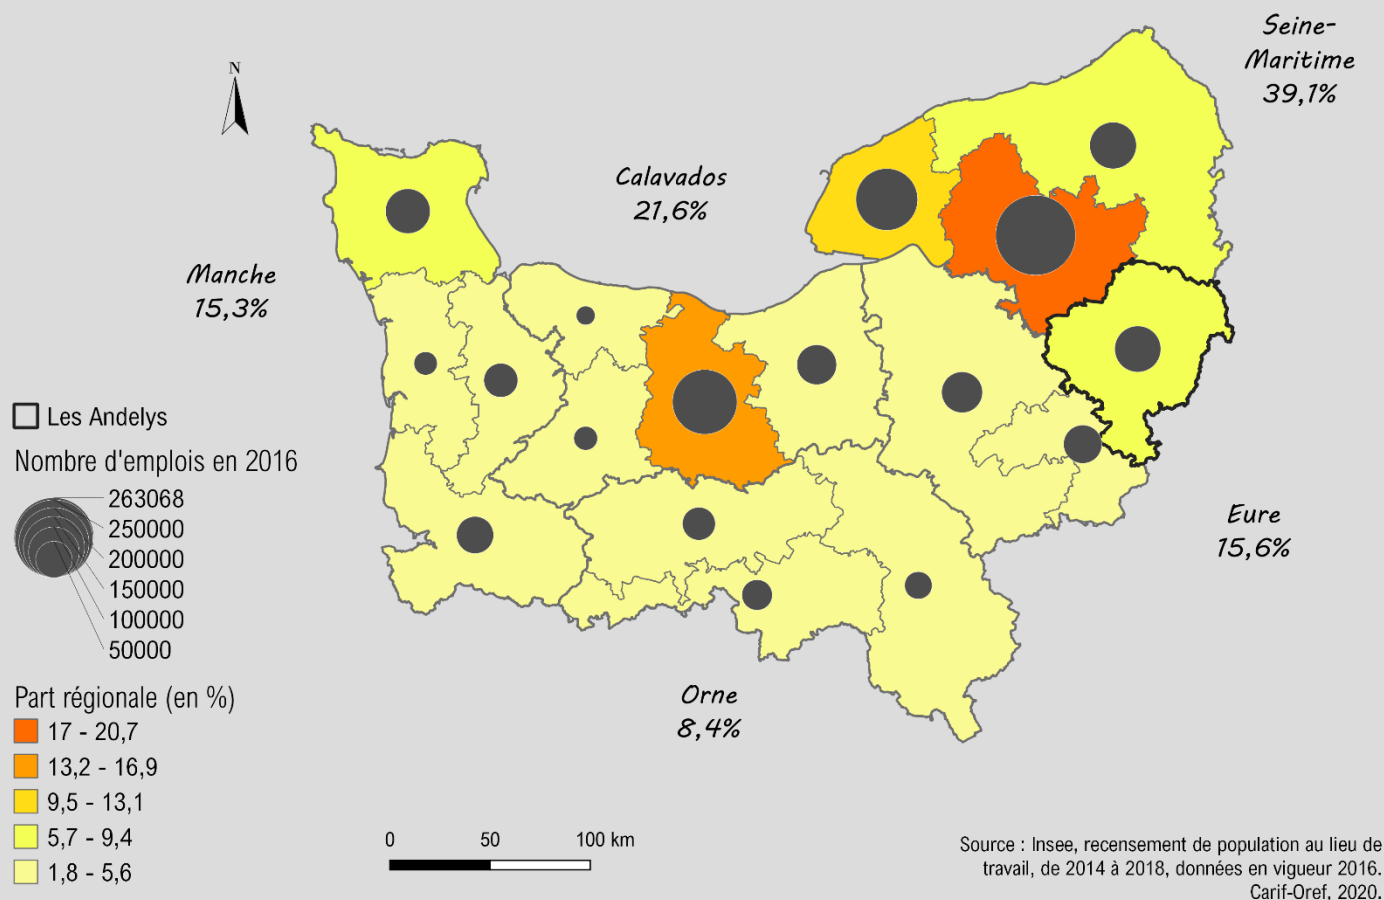 Seine-
Maritime
39,1%
N
Calavados
21,6%
Manche
15,3%
Les Andelys
Nombre d'emplois en 2016
263068
250000
200000
150000
100000
50000
Eure
15,6%
Part régionale (en %)
17 - 20,7
13,2 - 16,9
9,5 - 13,1
5,7 - 9,4
1,8 - 5,6
Orne
8,4%
0 50 100 km
Source : Insee, recensement de population au lieu de
travail, de 2014 à 2018, données en vigueur 2016.
Carif-Oref, 2020.